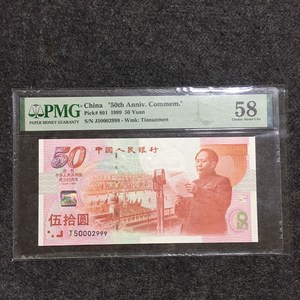 PMG
PAPER MONEY GUARANTY
China "50th Anniv. Commem."
Pick# 891 1999 50 Yuan
S/N J50002999 - Wmk: Tiananmen
58
Choice About Unc
50
中国人民银行
伍拾圆
J50002999